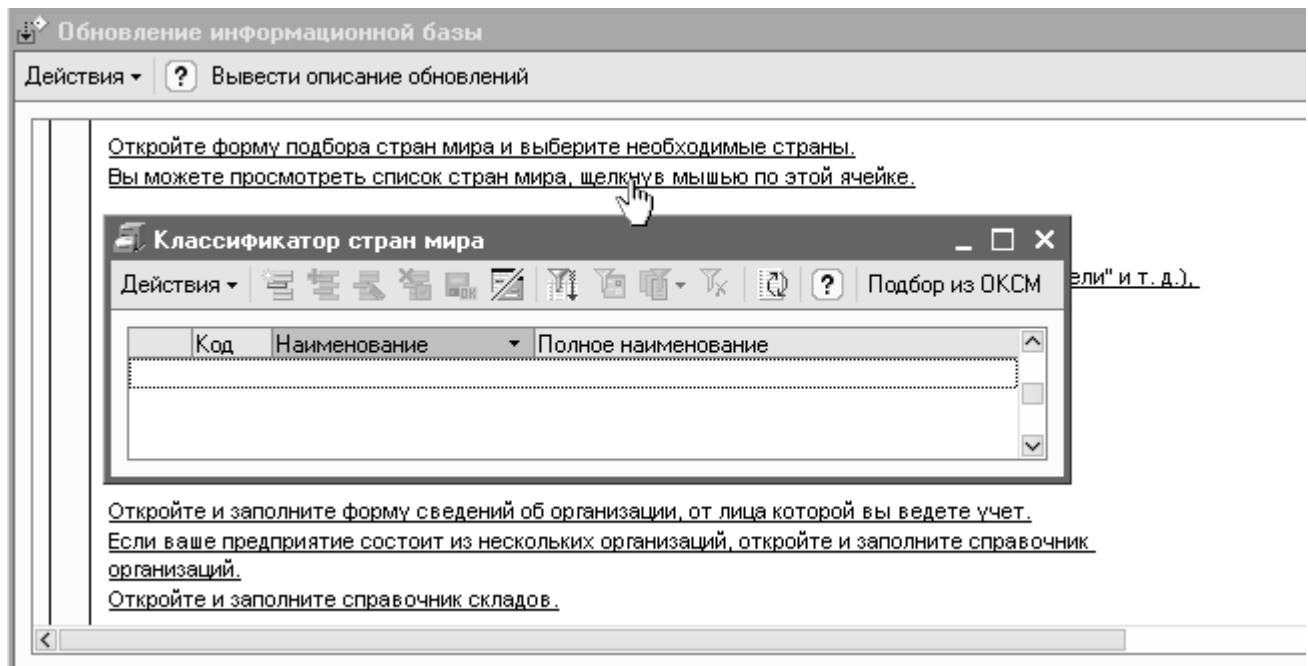 Обновление информационной базы
Действия ? Вывести описание обновлений
Откройте форму подбора стран мира и выберите необходимые страны.
Вы можете просмотреть список стран мира, щелкнув мышью по этой ячейке.
Классификатор стран мира
Действия ? Подбор из ОКСМ
ели" и т. д.),
Код Наименование Полное наименование
Откройте и заполните форму сведений об организации, от лица которой вы ведете учет.
Если ваше предприятие состоит из нескольких организаций, откройте и заполните справочник
организаций.
Откройте и заполните справочник складов.